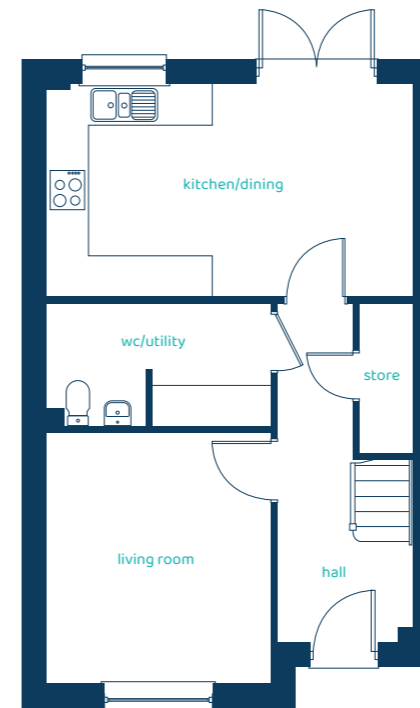 kitchen/dining
wc/utility
store
living room
hall